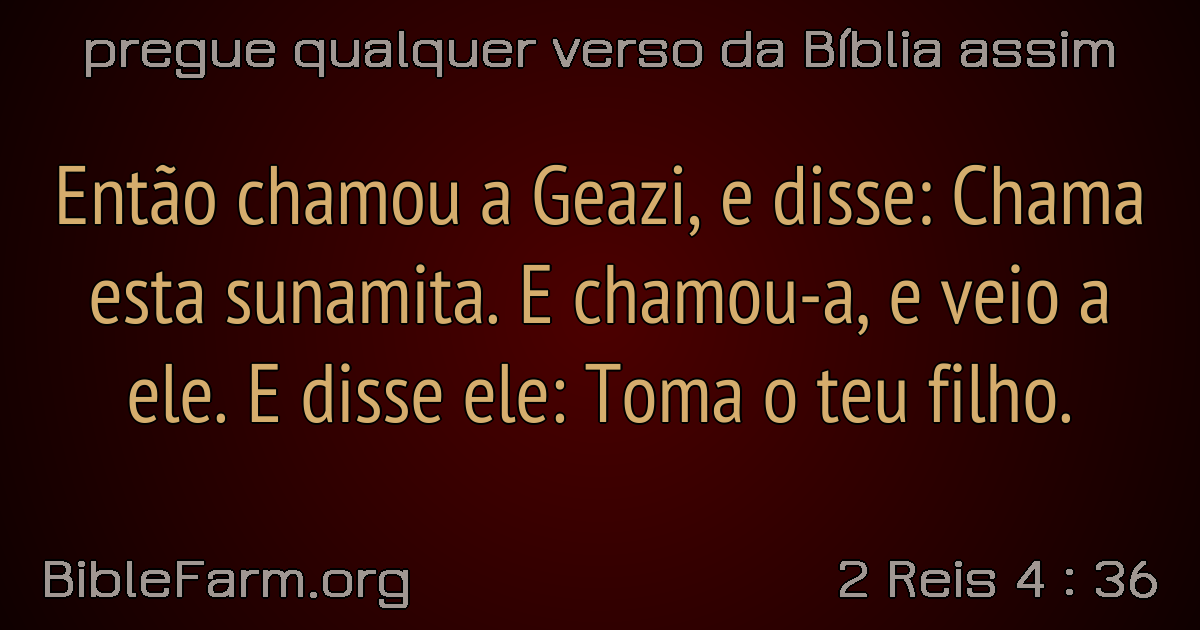 pregue qualquer verso da Bíblia assim
Então chamou a Geazi, e disse: Chama
esta sunamita. E chamou-a, e veio a
ele. E disse ele: Toma o teu filho.
BibleFarm.org
2 Reis 4 : 36